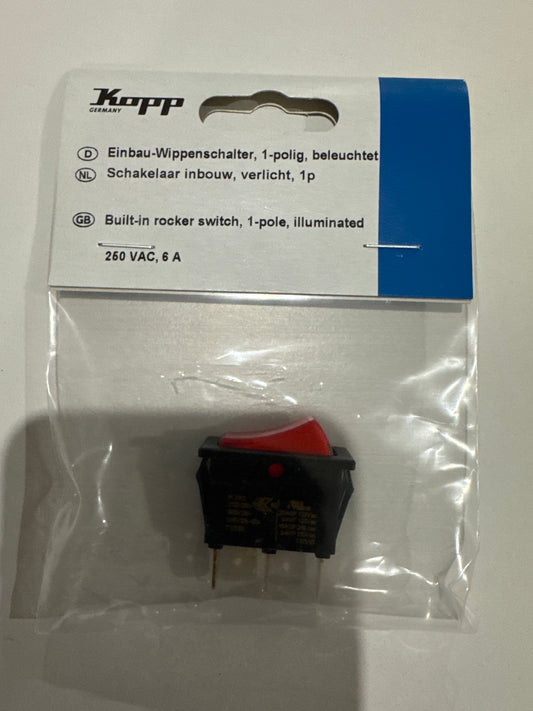 Kopp
GERMANY
D Einbau-Wippenschalter, 1-polig, beleuchtet
NL Schakelaar inbouw, verlicht, 1p
GB Built-in rocker switch, 1-pole, illuminated
250 VAC, 6 A